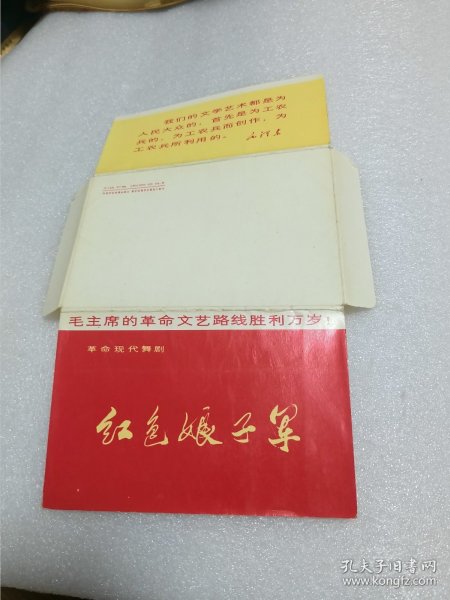 我们的文学艺术都是为
人民大众的，首先是为工农
兵的，为工农兵而创作，为
工农兵所利用的。 毛泽东
毛主席的革命文艺路线胜利万岁！
革命现代舞剧
红色娘子军
孔夫子旧书网
www.kongfz.com